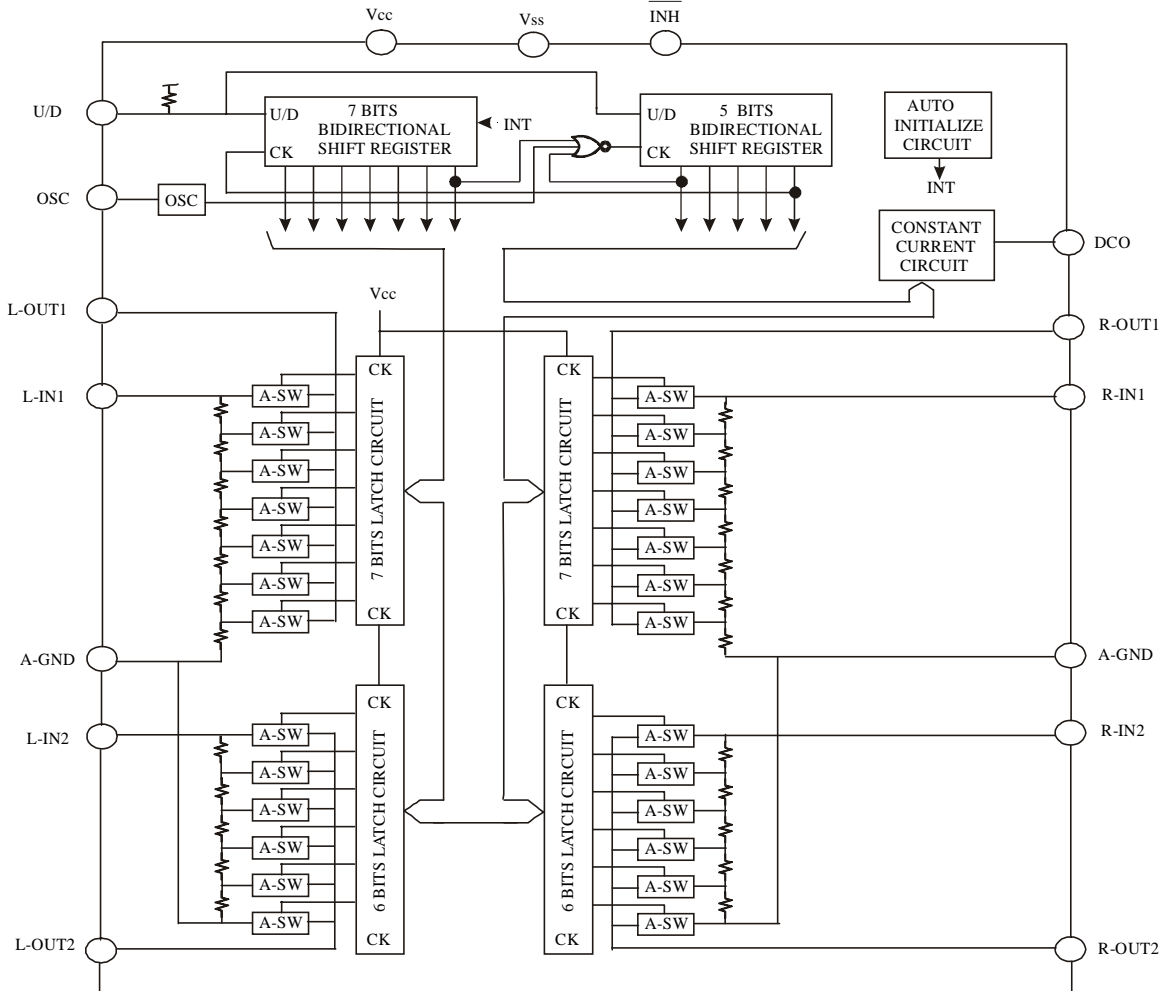 Vcc
Vss
INH
U/D
U/D
7 BITS
BIDIRECTIONAL
SHIFT REGISTER
CK
INT
U/D
5 BITS
BIDIRECTIONAL
SHIFT REGISTER
CK
AUTO
INITIALIZE
CIRCUIT
INT
OSC
OSC
CONSTANT
CURRENT
CIRCUIT
DCO
L-OUT1
Vcc
R-OUT1
L-IN1
A-SW
A-SW
A-SW
A-SW
A-SW
A-SW
A-SW
CK
7 BITS LATCH CIRCUIT
CK
CK
7 BITS LATCH CIRCUIT
CK
A-SW
A-SW
A-SW
A-SW
A-SW
A-SW
A-SW
R-IN1
A-GND
A-GND
L-IN2
A-SW
A-SW
A-SW
A-SW
A-SW
A-SW
CK
6 BITS LATCH CIRCUIT
CK
CK
6 BITS LATCH CIRCUIT
CK
A-SW
A-SW
A-SW
A-SW
A-SW
A-SW
R-IN2
L-OUT2
R-OUT2